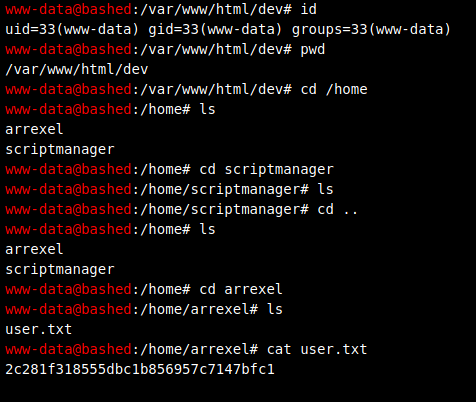 www-data@bashed:/var/www/html/dev# id
uid=33(www-data) gid=33(www-data) groups=33(www-data)
www-data@bashed:/var/www/html/dev# pwd
/var/www/html/dev
www-data@bashed:/var/www/html/dev# cd /home
www-data@bashed:/home# ls
arrexel
scriptmanager
www-data@bashed:/home# cd scriptmanager
www-data@bashed:/home/scriptmanager# ls
www-data@bashed:/home/scriptmanager# cd ..
www-data@bashed:/home# ls
arrexel
scriptmanager
www-data@bashed:/home# cd arrexel
www-data@bashed:/home/arrexel# ls
user.txt
www-data@bashed:/home/arrexel# cat user.txt
2c281f318555dbc1b856957c7147bfc1